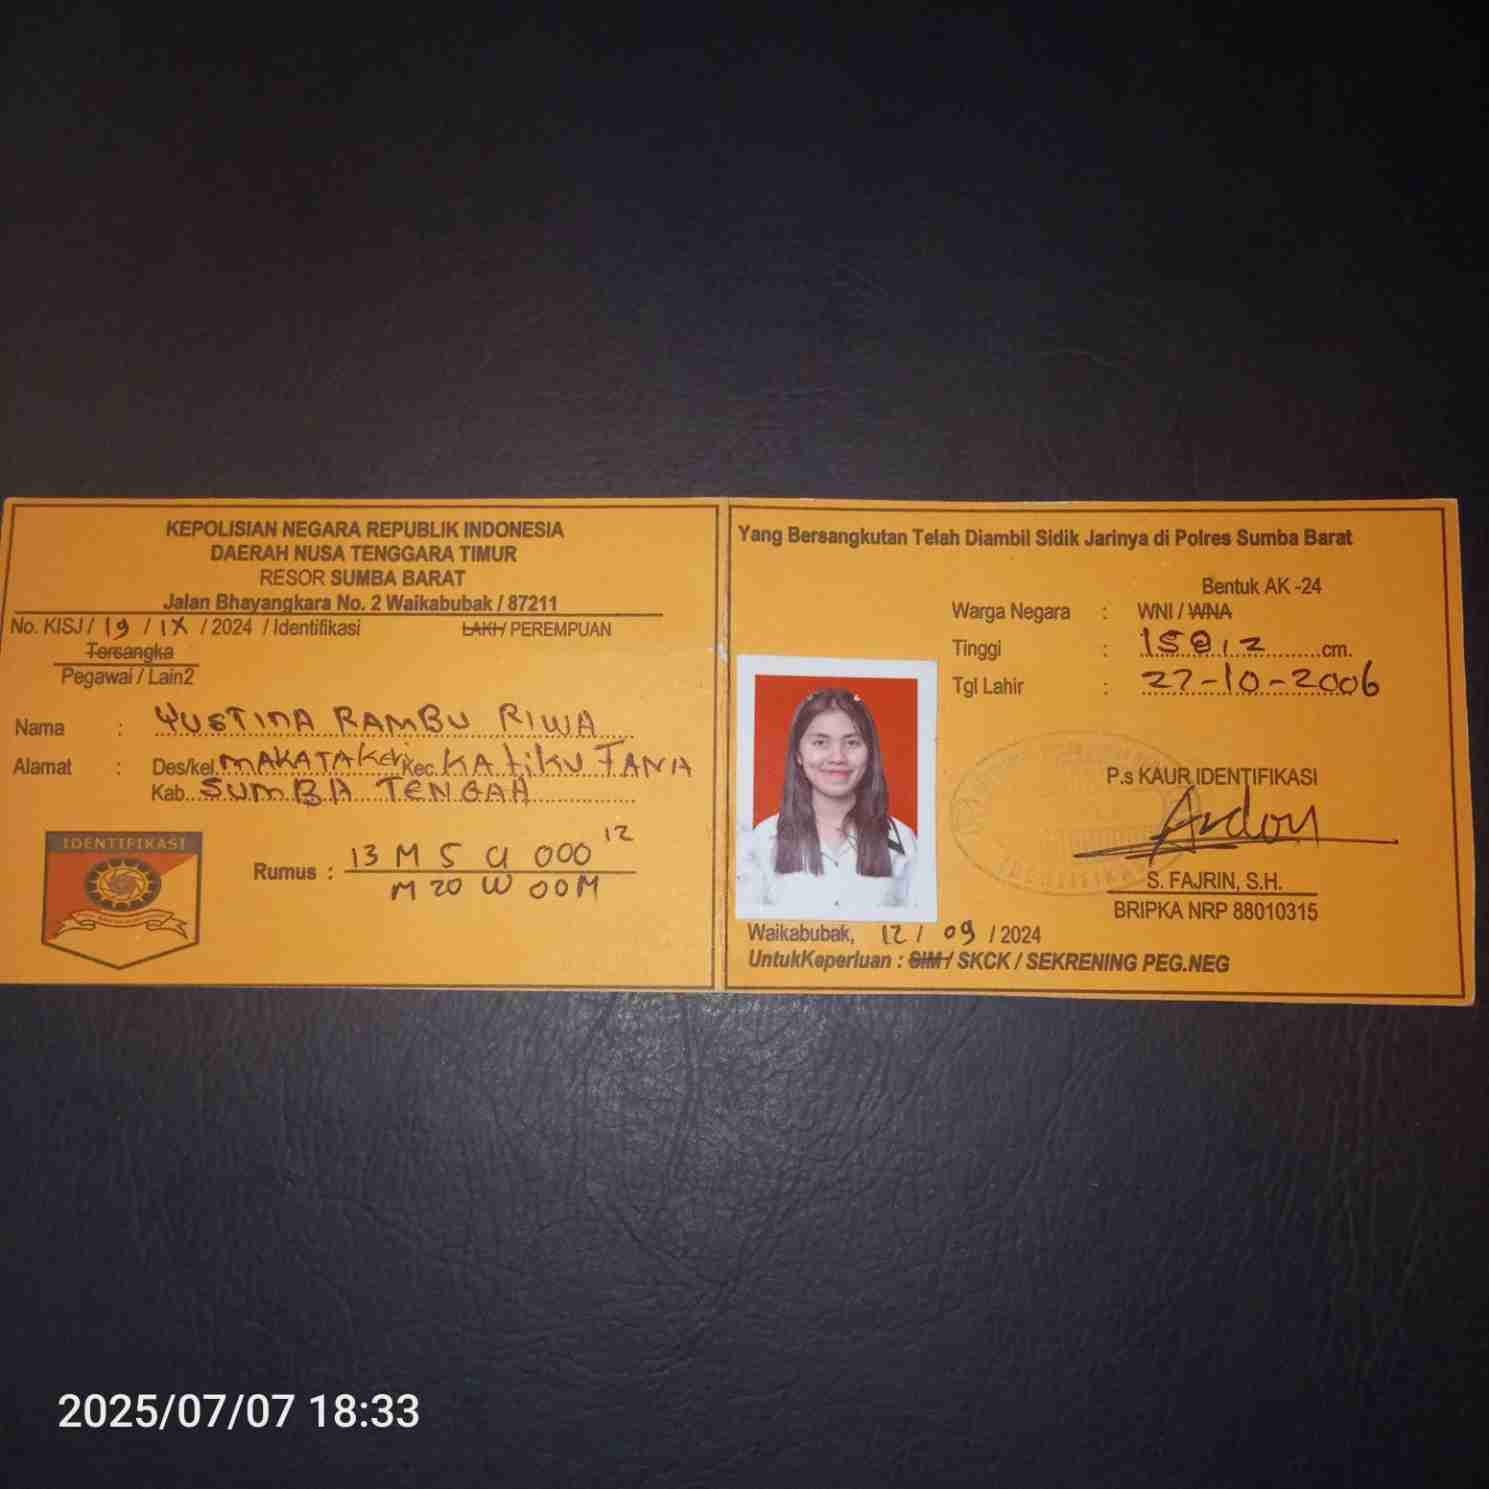 KEPOLISIAN NEGARA REPUBLIK INDONESIA
DAERAH NUSA TENGGARA TIMUR
RESOR SUMBA BARAT
Jalan Bhayangkara No. 2 Waikabubak / 87211
No. KISJ / 19 / IX / 2024 / Identifikasi
LAKI / PEREMPUAN
Tersangka
Pegawai / Lain2
Nama : YUSTINA RAMBU RIWA
Alamat : Des/kel. MAKATAKeri Kec. KAtiKU TANA
Kab. SUMBA TENGAH
IDENTIFIKASI
Rumus : 13 M 5 U 000 12
M 20 W 00M
Yang Bersangkutan Telah Diambil Sidik Jarinya di Polres Sumba Barat
Bentuk AK -24
Warga Negara : WNI / WNA
Tinggi : 158,2 cm.
Tgl Lahir : 27-10-2006
P.s KAUR IDENTIFIKASI
S. FAJRIN, S.H.
BRIPKA NRP 88010315
Waikabubak, 12 / 09 / 2024
UntukKeperluan : SIM / SKCK / SEKRENING PEG.NEG
2025/07/07 18:33